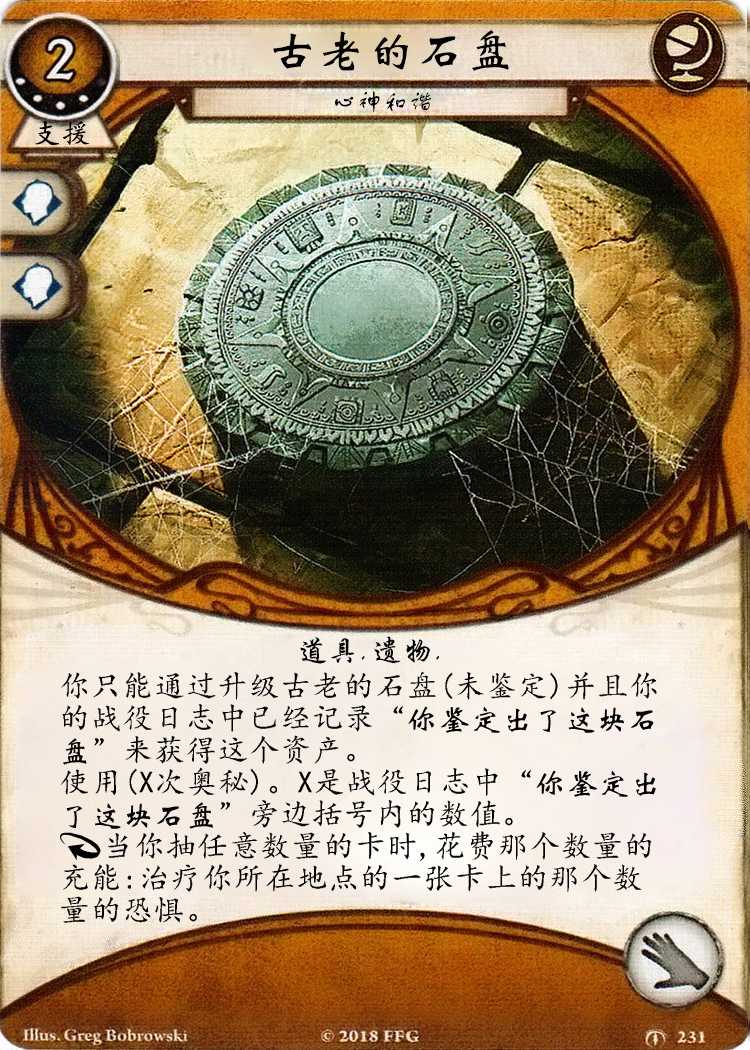 2
古老的石盘
心神和谐
支援
道具.遗物.
你只能通过升级古老的石盘(未鉴定)并且你
的战役日志中已经记录“你鉴定出了这块石
盘”来获得这个资产。
使用(X次奥秘)。X是战役日志中“你鉴定出
了这块石盘”旁边括号内的数值。
当你抽任意数量的卡时,花费那个数量的
充能:治疗你所在地点的一张卡上的那个数
量的恐惧。
Illus. Greg Bobrowski
© 2018 FFG
231